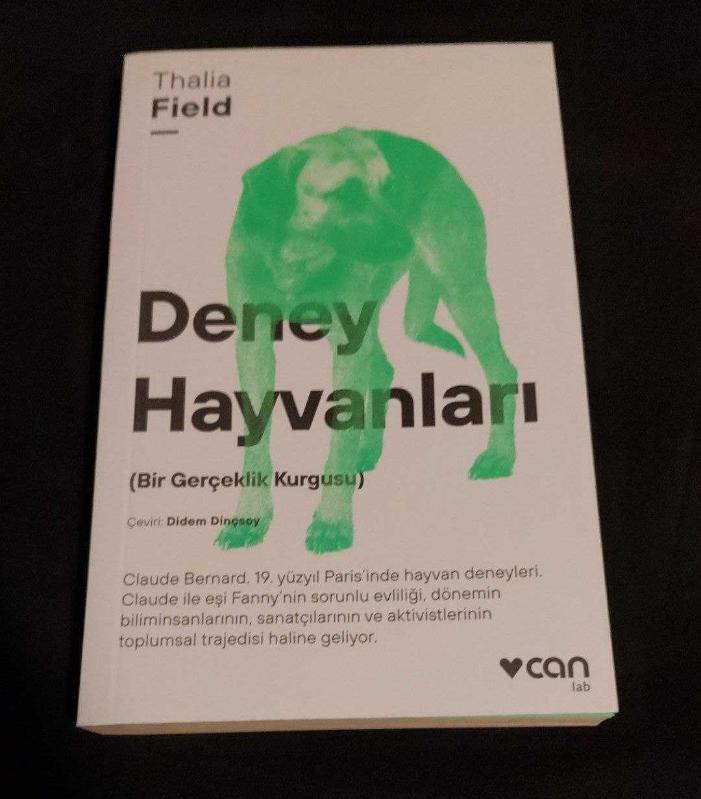 Thalia
Field
Deney
Hayvanları
(Bir Gerçeklik Kurgusu)
Çeviri: Didem Dinçsoy
Claude Bernard. 19. yüzyıl Paris'inde hayvan deneyleri.
Claude ile eşi Fanny'nin sorunlu evliliği, dönemin
biliminsanlarının, sanatçılarının ve aktivistlerinin
toplumsal trajedisi haline geliyor.
can
lab